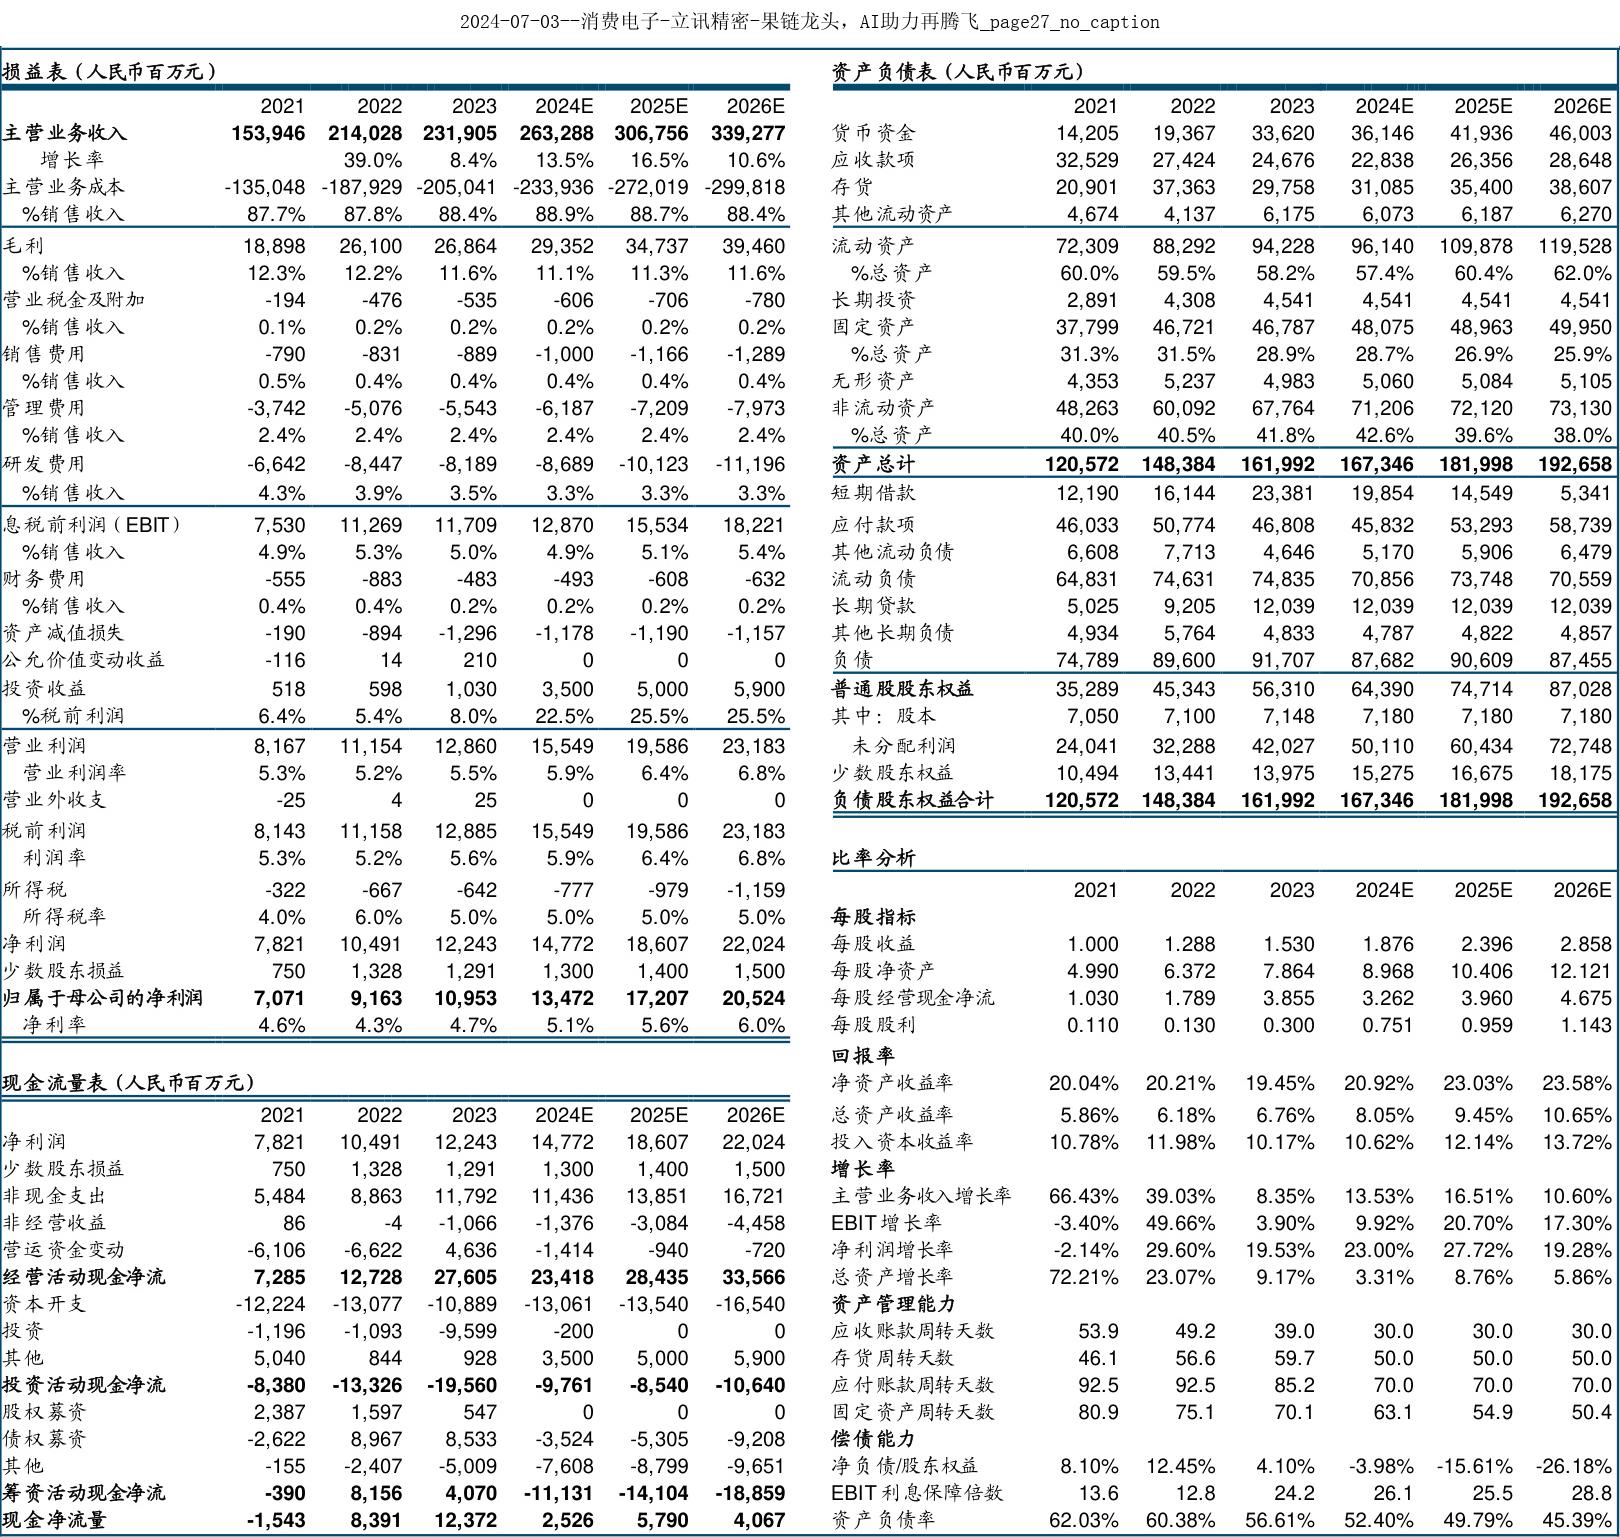 2024-07-03--消费电子-立讯精密-果链龙头，AI助力再腾飞_page27_no_caption
损益表（人民币百万元）
2021 2022 2023 2024E 2025E 2026E
主营业务收入 153,946 214,028 231,905 263,288 306,756 339,277
增长率 39.0% 8.4% 13.5% 16.5% 10.6%
主营业务成本 -135,048 -187,929 -205,041 -233,936 -272,019 -299,818
%销售收入 87.7% 87.8% 88.4% 88.9% 88.7% 88.4%
毛利 18,898 26,100 26,864 29,352 34,737 39,460
%销售收入 12.3% 12.2% 11.6% 11.1% 11.3% 11.6%
营业税金及附加 -194 -476 -535 -606 -706 -780
%销售收入 0.1% 0.2% 0.2% 0.2% 0.2% 0.2%
销售费用 -790 -831 -889 -1,000 -1,166 -1,289
%销售收入 0.5% 0.4% 0.4% 0.4% 0.4% 0.4%
管理费用 -3,742 -5,076 -5,543 -6,187 -7,209 -7,973
%销售收入 2.4% 2.4% 2.4% 2.4% 2.4% 2.4%
研发费用 -6,642 -8,447 -8,189 -8,689 -10,123 -11,196
%销售收入 4.3% 3.9% 3.5% 3.3% 3.3% 3.3%
息税前利润（EBIT） 7,530 11,269 11,709 12,870 15,534 18,221
%销售收入 4.9% 5.3% 5.0% 4.9% 5.1% 5.4%
财务费用 -555 -883 -483 -493 -608 -632
%销售收入 0.4% 0.4% 0.2% 0.2% 0.2% 0.2%
资产减值损失 -190 -894 -1,296 -1,178 -1,190 -1,157
公允价值变动收益 -116 14 210 0 0 0
投资收益 518 598 1,030 3,500 5,000 5,900
%税前利润 6.4% 5.4% 8.0% 22.5% 25.5% 25.5%
营业利润 8,167 11,154 12,860 15,549 19,586 23,183
营业利润率 5.3% 5.2% 5.5% 5.9% 6.4% 6.8%
营业外收支 -25 4 25 0 0 0
税前利润 8,143 11,158 12,885 15,549 19,586 23,183
利润率 5.3% 5.2% 5.6% 5.9% 6.4% 6.8%
所得税 -322 -667 -642 -777 -979 -1,159
所得税率 4.0% 6.0% 5.0% 5.0% 5.0% 5.0%
净利润 7,821 10,491 12,243 14,772 18,607 22,024
少数股东损益 750 1,328 1,291 1,300 1,400 1,500
归属于母公司的净利润 7,071 9,163 10,953 13,472 17,207 20,524
净利率 4.6% 4.3% 4.7% 5.1% 5.6% 6.0%
现金流量表（人民币百万元）
2021 2022 2023 2024E 2025E 2026E
净利润 7,821 10,491 12,243 14,772 18,607 22,024
少数股东损益 750 1,328 1,291 1,300 1,400 1,500
非现金支出 5,484 8,863 11,792 11,436 13,851 16,721
非经营收益 86 -4 -1,066 -1,376 -3,084 -4,458
营运资金变动 -6,106 -6,622 4,636 -1,414 -940 -720
经营活动现金净流 7,285 12,728 27,605 23,418 28,435 33,566
资本开支 -12,224 -13,077 -10,889 -13,061 -13,540 -16,540
投资 -1,196 -1,093 -9,599 -200 0 0
其他 5,040 844 928 3,500 5,000 5,900
投资活动现金净流 -8,380 -13,326 -19,560 -9,761 -8,540 -10,640
股权募资 2,387 1,597 547 0 0 0
债权募资 -2,622 8,967 8,533 -3,524 -5,305 -9,208
其他 -155 -2,407 -5,009 -7,608 -8,799 -9,651
筹资活动现金净流 -390 8,156 4,070 -11,131 -14,104 -18,859
现金净流量 -1,543 8,391 12,372 2,526 5,790 4,067
资产负债表（人民币百万元）
2021 2022 2023 2024E 2025E 2026E
货币资金 14,205 19,367 33,620 36,146 41,936 46,003
应收款项 32,529 27,424 24,676 22,838 26,356 28,648
存货 20,901 37,363 29,758 31,085 35,400 38,607
其他流动资产 4,674 4,137 6,175 6,073 6,187 6,270
流动资产 72,309 88,292 94,228 96,140 109,878 119,528
%总资产 60.0% 59.5% 58.2% 57.4% 60.4% 62.0%
长期投资 2,891 4,308 4,541 4,541 4,541 4,541
固定资产 37,799 46,721 46,787 48,075 48,963 49,950
%总资产 31.3% 31.5% 28.9% 28.7% 26.9% 25.9%
无形资产 4,353 5,237 4,983 5,060 5,084 5,105
非流动资产 48,263 60,092 67,764 71,206 72,120 73,130
%总资产 40.0% 40.5% 41.8% 42.6% 39.6% 38.0%
资产总计 120,572 148,384 161,992 167,346 181,998 192,658
短期借款 12,190 16,144 23,381 19,854 14,549 5,341
应付款项 46,033 50,774 46,808 45,832 53,293 58,739
其他流动负债 6,608 7,713 4,646 5,170 5,906 6,479
流动负债 64,831 74,631 74,835 70,856 73,748 70,559
长期贷款 5,025 9,205 12,039 12,039 12,039 12,039
其他长期负债 4,934 5,764 4,833 4,787 4,822 4,857
负债 74,789 89,600 91,707 87,682 90,609 87,455
普通股股东权益 35,289 45,343 56,310 64,390 74,714 87,028
其中：股本 7,050 7,100 7,148 7,180 7,180 7,180
未分配利润 24,041 32,288 42,027 50,110 60,434 72,748
少数股东权益 10,494 13,441 13,975 15,275 16,675 18,175
负债股东权益合计 120,572 148,384 161,992 167,346 181,998 192,658
比率分析
2021 2022 2023 2024E 2025E 2026E
每股指标
每股收益 1.000 1.288 1.530 1.876 2.396 2.858
每股净资产 4.990 6.372 7.864 8.968 10.406 12.121
每股经营现金净流 1.030 1.789 3.855 3.262 3.960 4.675
每股股利 0.110 0.130 0.300 0.751 0.959 1.143
回报率
净资产收益率 20.04% 20.21% 19.45% 20.92% 23.03% 23.58%
总资产收益率 5.86% 6.18% 6.76% 8.05% 9.45% 10.65%
投入资本收益率 10.78% 11.98% 10.17% 10.62% 12.14% 13.72%
增长率
主营业务收入增长率 66.43% 39.03% 8.35% 13.53% 16.51% 10.60%
EBIT增长率 -3.40% 49.66% 3.90% 9.92% 20.70% 17.30%
净利润增长率 -2.14% 29.60% 19.53% 23.00% 27.72% 19.28%
总资产增长率 72.21% 23.07% 9.17% 3.31% 8.76% 5.86%
资产管理能力
应收账款周转天数 53.9 49.2 39.0 30.0 30.0 30.0
存货周转天数 46.1 56.6 59.7 50.0 50.0 50.0
应付账款周转天数 92.5 92.5 85.2 70.0 70.0 70.0
固定资产周转天数 80.9 75.1 70.1 63.1 54.9 50.4
偿债能力
净负债/股东权益 8.10% 12.45% 4.10% -3.98% -15.61% -26.18%
EBIT利息保障倍数 13.6 12.8 24.2 26.1 25.5 28.8
资产负债率 62.03% 60.38% 56.61% 52.40% 49.79% 45.39%